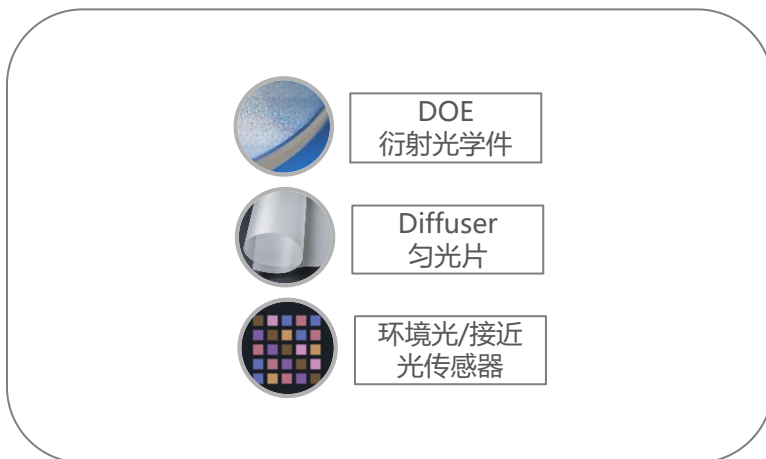 DOE
衍射光学件
Diffuser
匀光片
环境光/接近
光传感器